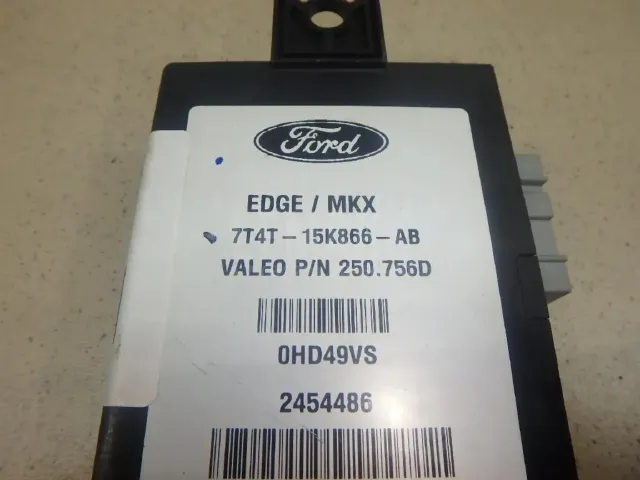 Ford
EDGE / MKX
7T4T-15K866-AB
VALEO P/N 250.756D
0HD49VS
2454486